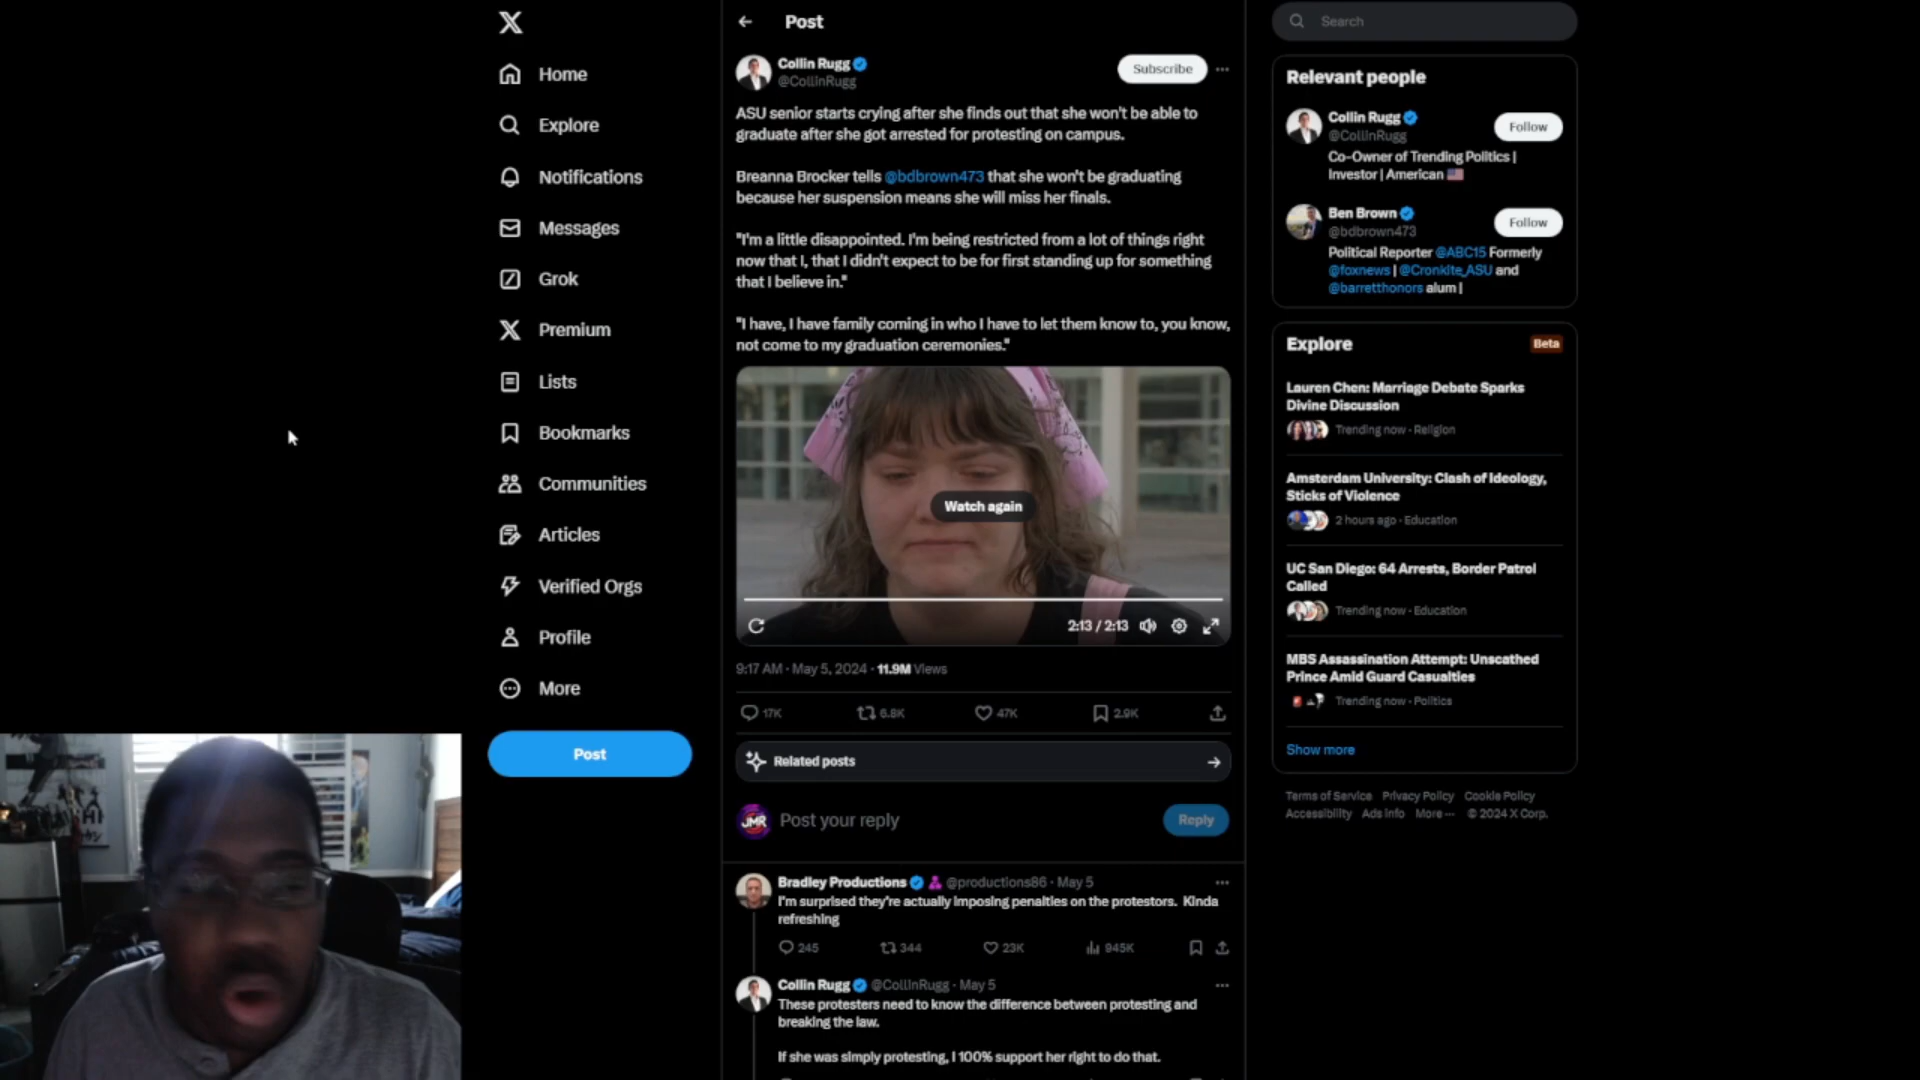 Home
Explore
Notifications
Messages
Grok
Premium
Lists
Bookmarks
Communities
Articles
Verified Orgs
Profile
More
Post
Post
Collin Rugg
@CollinRugg
Subscribe
ASU senior starts crying after she finds out that she won't be able to
graduate after she got arrested for protesting on campus.
Breanna Brocker tells @bdbrown473 that she won't be graduating
because her suspension means she will miss her finals.
"I'm a little disappointed. I'm being restricted from a lot of things right
now that I, that I didn't expect to be for first standing up for something
that I believe in."
"I have, I have family coming in who I have to let them know to, you know,
not come to my graduation ceremonies."
Watch again
2:13 / 2:13
9:17 AM · May 5, 2024 · 11.9M Views
17K 6.8K 47K 2.9K
Related posts
JMR
Post your reply
Reply
Bradley Productions @productions86 · May 5
I'm surprised they're actually imposing penalties on the protestors. Kinda
refreshing
245 344 23K 945K
Collin Rugg @CollinRugg · May 5
These protesters need to know the difference between protesting and
breaking the law.
If she was simply protesting, I 100% support her right to do that.
Search
Relevant people
Collin Rugg
@CollinRugg
Follow
Co-Owner of Trending Politics |
Investor | American 🇺🇸
Ben Brown
@bdbrown473
Follow
Political Reporter @ABC15 Formerly
@foxnews | @Cronkite_ASU and
@barretthonors alum |
Explore
Beta
Lauren Chen: Marriage Debate Sparks
Divine Discussion
Trending now · Religion
Amsterdam University: Clash of Ideology,
Sticks of Violence
2 hours ago · Education
UC San Diego: 64 Arrests, Border Patrol
Called
Trending now · Education
MBS Assassination Attempt: Unscathed
Prince Amid Guard Casualties
Trending now · Politics
Show more
Terms of Service Privacy Policy Cookie Policy
Accessibility Ads info More ··· © 2024 X Corp.